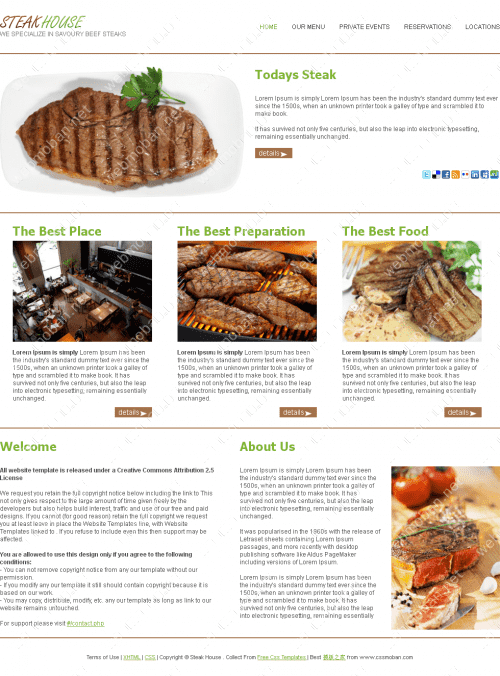 STEAK HOUSE
WE SPECIALIZE IN SAVOURY BEEF STEAKS
HOME OUR MENU PRIVATE EVENTS RESERVATIONS LOCATIONS
Todays Steak
Lorem Ipsum is simply Lorem Ipsum has been the industry's standard dummy text ever
since the 1500s, when an unknown printer took a galley of type and scrambled it to
make book.
It has survived not only five centuries, but also the leap into electronic typesetting,
remaining essentially unchanged.
details
The Best Place
Lorem Ipsum is simply Lorem Ipsum has been
the industry's standard dummy text ever since the
1500s, when an unknown printer took a galley of
type and scrambled it to make book. It has
survived not only five centuries, but also the leap
into electronic typesetting, remaining essentially
unchanged.
details
The Best Preparation
Lorem Ipsum is simply Lorem Ipsum has been
the industry's standard dummy text ever since the
1500s, when an unknown printer took a galley of
type and scrambled it to make book. It has
survived not only five centuries, but also the leap
into electronic typesetting, remaining essentially
unchanged.
details
The Best Food
Lorem Ipsum is simply Lorem Ipsum has been
the industry's standard dummy text ever since the
1500s, when an unknown printer took a galley of
type and scrambled it to make book. It has
survived not only five centuries, but also the leap
into electronic typesetting, remaining essentially
unchanged.
details
Welcome
All website template is released under a Creative Commons Attribution 2.5
License
We request you retain the full copyright notice below including the link to This
not only gives respect to the large amount of time given freely by the
developers but also helps build interest, traffic and use of our free and paid
designs. If you cannot (for good reason) retain the full copyright we request
you at least leave in place the Website Templates line, with Website
Templates linked to . If you refuse to include even this then support may be
affected.
You are allowed to use this design only if you agree to the following
conditions:
- You can not remove copyright notice from any our template without our
permission.
- If you modify any our template it still should contain copyright because it is
based on our work.
- You may copy, distribute, modify, etc. any our template as long as link to our
website remains untouched.
For support please visit #/contact.php
About Us
Lorem Ipsum is simply Lorem Ipsum has been
the industry's standard dummy text ever since the
1500s, when an unknown printer took a galley of
type and scrambled it to make book. It has
survived not only five centuries, but also the leap
into electronic typesetting, remaining essentially
unchanged.
It was popularised in the 1960s with the release of
Letraset sheets containing Lorem Ipsum
passages, and more recently with desktop
publishing software like Aldus PageMaker
including versions of Lorem Ipsum.
Lorem Ipsum is simply Lorem Ipsum has been
the industry's standard dummy text ever since the
1500s, when an unknown printer took a galley of
type and scrambled it to make book. It has
survived not only five centuries, but also the leap
into electronic typesetting, remaining essentially
unchanged.
Terms of Use | XHTML | CSS | Copyright © Steak House . Collect From Free Css Templates | Best 模板之家 from www.cssmoban.com